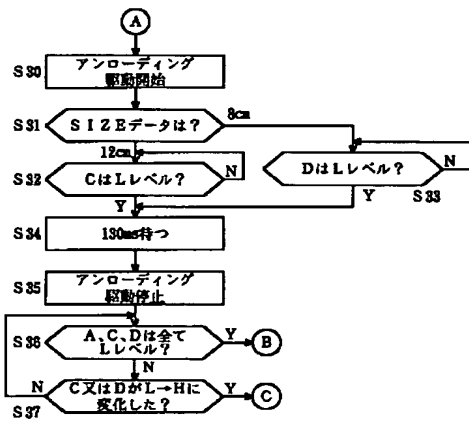 A
S30
アンローディング
駆動開始
S31
SIZEデータは?
8cm
12cm
S32
CはLレベル?
N
DはLレベル?
N
Y
Y
S33
S34
130ms待つ
S35
アンローディング
駆動停止
S36
A、C、Dは全て
Lレベル?
Y
B
N
N
C又はDがL→Hに
変化した?
Y
C
S37